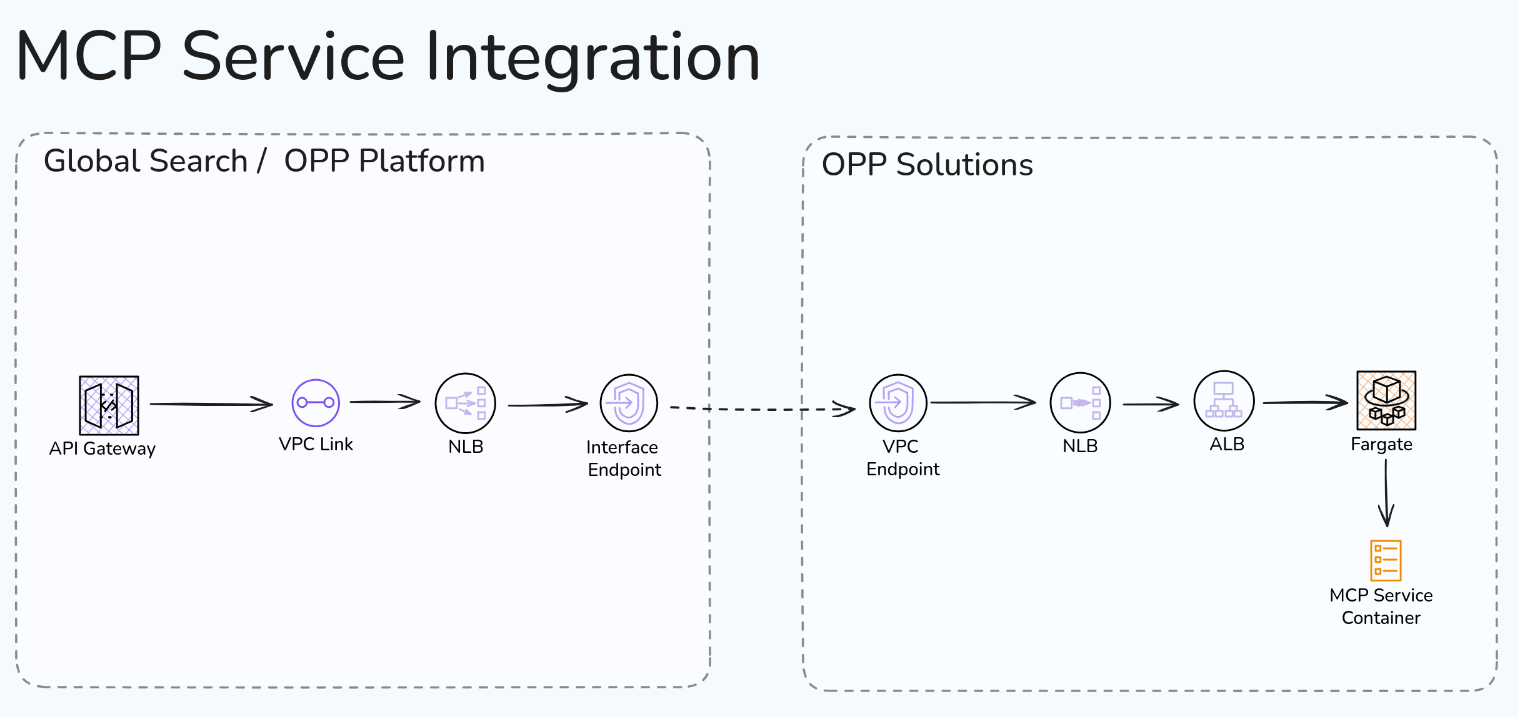 MCP Service Integration
Global Search /  OPP Platform
OPP Solutions
API Gateway
VPC Link
NLB
Interface
Endpoint
VPC
Endpoint
NLB
ALB
Fargate
MCP Service
Container